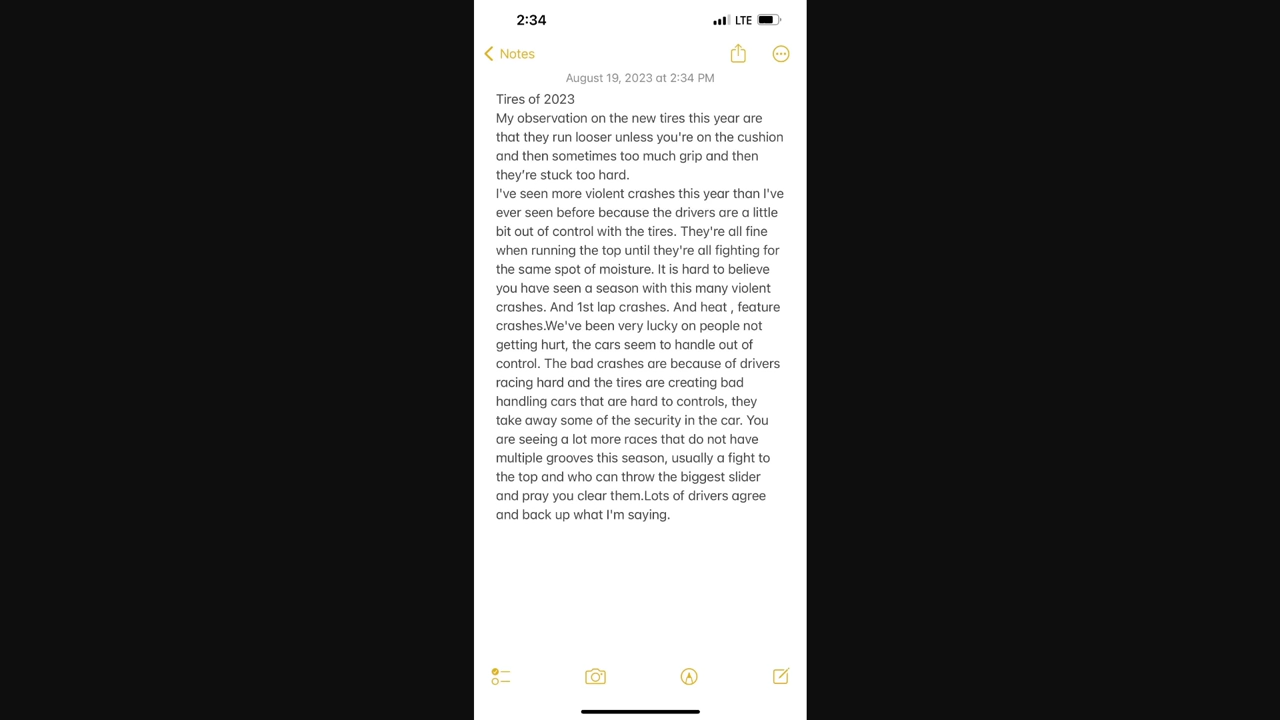 2:34
LTE
Notes
August 19, 2023 at 2:34 PM
Tires of 2023
My observation on the new tires this year are
that they run looser unless you're on the cushion
and then sometimes too much grip and then
they're stuck too hard.
I've seen more violent crashes this year than I've
ever seen before because the drivers are a little
bit out of control with the tires. They're all fine
when running the top until they're all fighting for
the same spot of moisture. It is hard to believe
you have seen a season with this many violent
crashes. And 1st lap crashes. And heat , feature
crashes.We've been very lucky on people not
getting hurt, the cars seem to handle out of
control. The bad crashes are because of drivers
racing hard and the tires are creating bad
handling cars that are hard to controls, they
take away some of the security in the car. You
are seeing a lot more races that do not have
multiple grooves this season, usually a fight to
the top and who can throw the biggest slider
and pray you clear them.Lots of drivers agree
and back up what I'm saying.